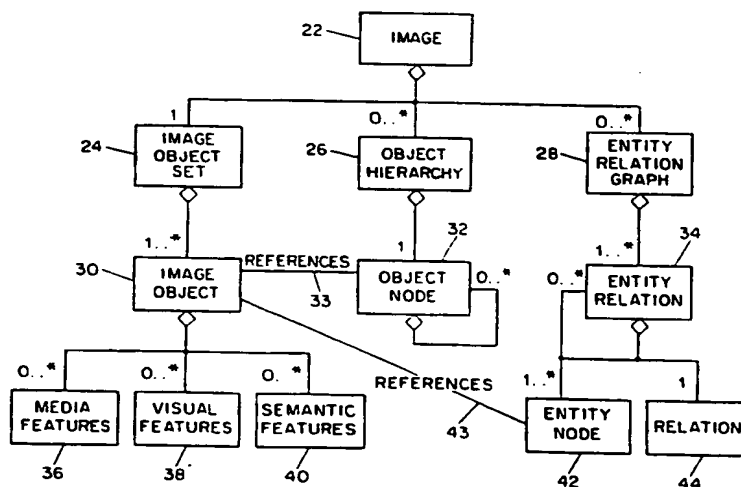 22
IMAGE
1
0..*
0..*
24
IMAGE
OBJECT
SET
26
OBJECT
HIERARCHY
28
ENTITY
RELATION
GRAPH
1..*
1
32
1..*
34
30
IMAGE
OBJECT
REFERENCES
33
OBJECT
NODE
0..*
0..*
ENTITY
RELATION
0..*
0..*
0..*
REFERENCES
43
1..*
1
MEDIA
FEATURES
VISUAL
FEATURES
SEMANTIC
FEATURES
ENTITY
NODE
RELATION
36
38
40
42
44